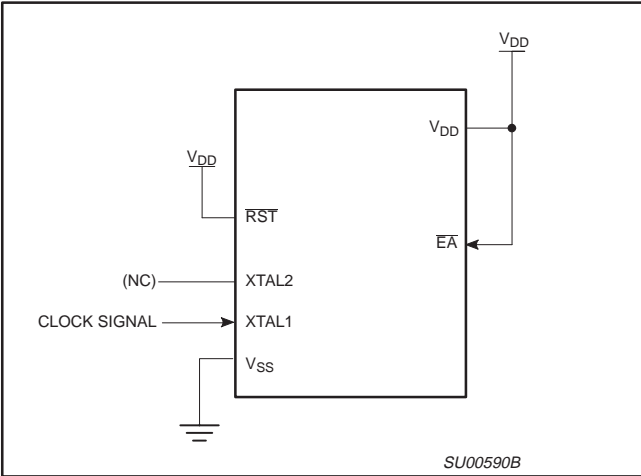 VDD
VDD
VDD
RST
EA
(NC)
XTAL2
CLOCK SIGNAL
XTAL1
VSS
SU00590B